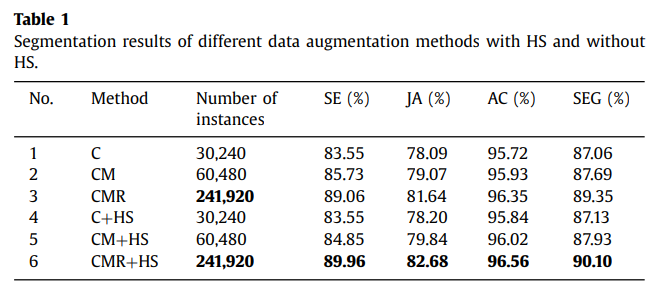 Table 1
Segmentation results of different data augmentation methods with HS and without
HS.
No. Method Number of instances SE (%) JA (%) AC (%) SEG (%)
1 C 30,240 83.55 78.09 95.72 87.06
2 CM 60,480 85.73 79.07 95.93 87.69
3 CMR 241,920 89.06 81.64 96.35 89.35
4 C+HS 30,240 83.55 78.20 95.84 87.13
5 CM+HS 60,480 84.85 79.84 96.02 87.93
6 CMR+HS 241,920 89.96 82.68 96.56 90.10